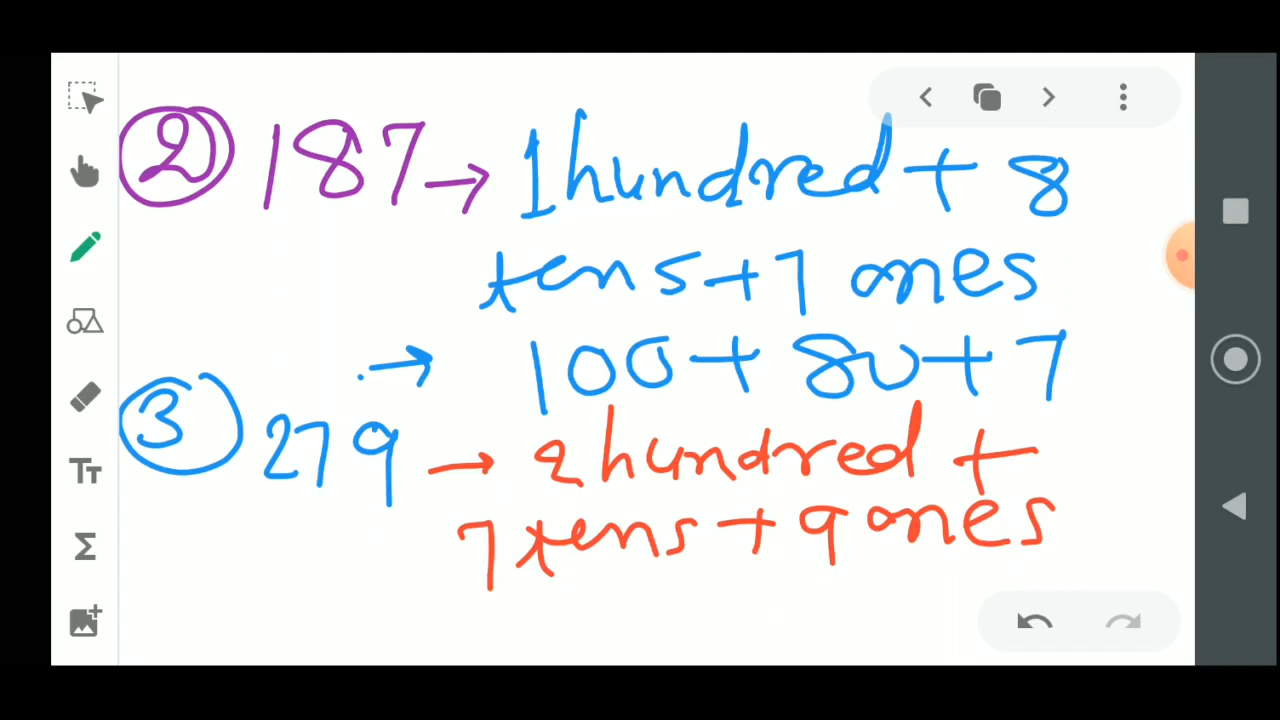 ② 187 → 1 hundred + 8
tens + 7 ones
→ 100 + 80 + 7
③ 279 → 2 hundred +
7 tens + 9 ones
Tт
Σ